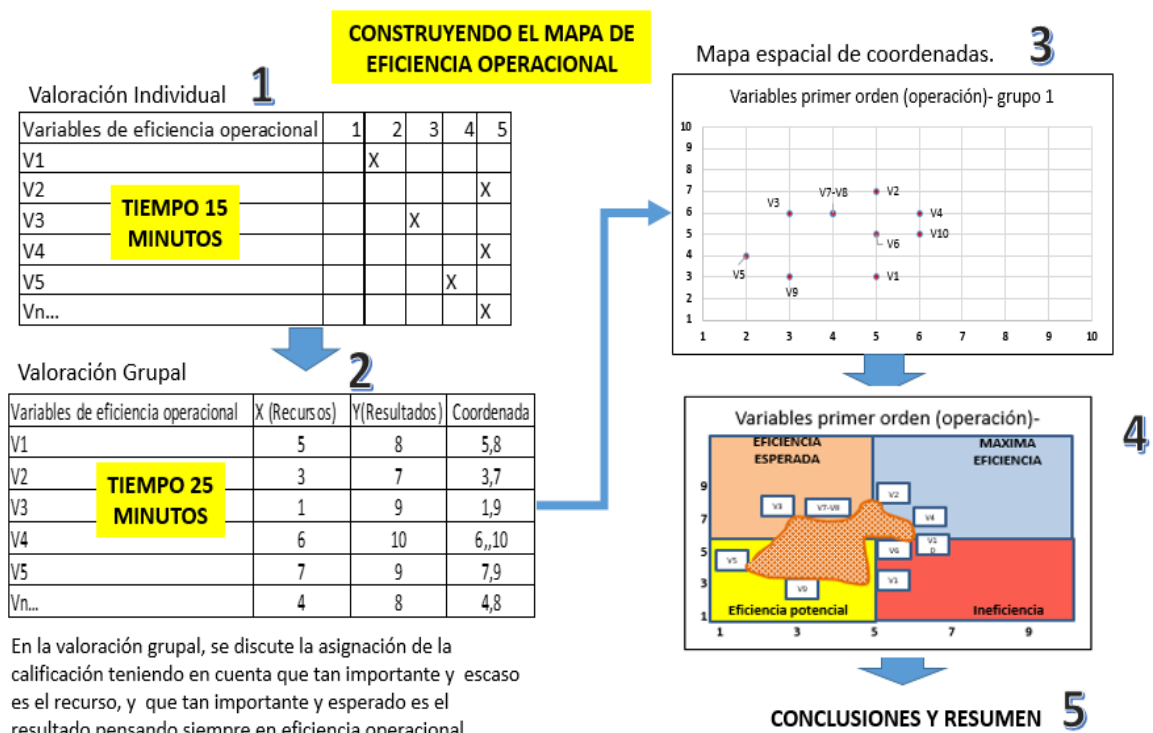 CONSTRUYENDO EL MAPA DE
EFICIENCIA OPERACIONAL
Valoración Individual 1
Variables de eficiencia operacional 1 2 3 4 5
V1 X
V2 X
V3 X
V4 X
V5 X
Vn... X
TIEMPO 15
MINUTOS
Valoración Grupal 2
Variables de eficiencia operacional X (Recursos) Y(Resultados) Coordenada
V1 5 8 5,8
V2 3 7 3,7
V3 1 9 1,9
V4 6 10 6,,10
V5 7 9 7,9
Vn... 4 8 4,8
TIEMPO 25
MINUTOS
En la valoración grupal, se discute la asignación de la
calificación teniendo en cuenta que tan importante y escaso
es el recurso, y que tan importante y esperado es el
resultado pensando siempre en eficiencia operacional
Mapa espacial de coordenadas. 3
Variables primer orden (operación)- grupo 1
10
9
8
7 V2
V3 V7-V8
6 V4
5 V10
V6
4
V5
3 V1
V9
2
1
1 2 3 4 5 6 7 8 9 10
4
Variables primer orden (operación)-
EFICIENCIA
ESPERADA
MAXIMA
EFICIENCIA
9
V2
V3 V7-V8
7
V4
V1
0
5
V6
V5
3
V1
V9
1
Eficiencia potencial Ineficiencia
1 3 5 7 9
CONCLUSIONES Y RESUMEN 5